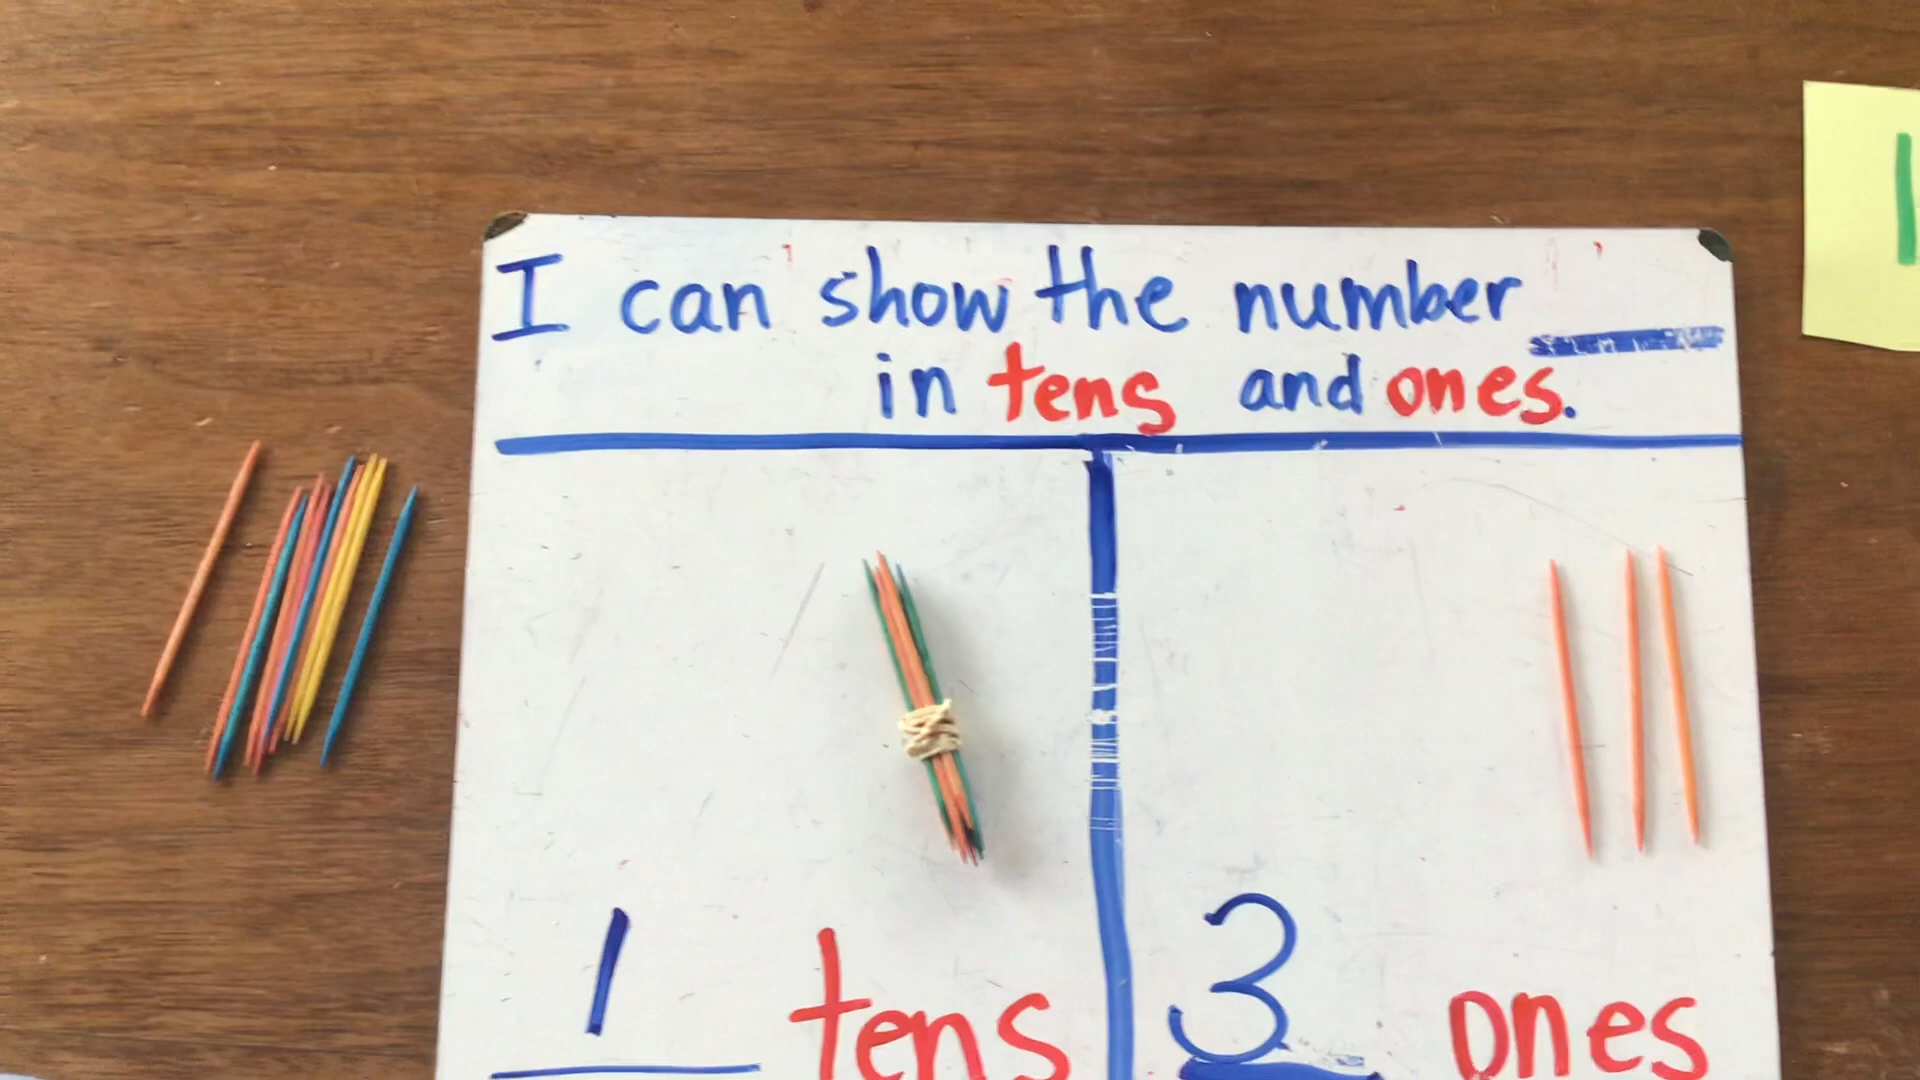 I can show the number
in tens and ones.
1 tens 3 ones